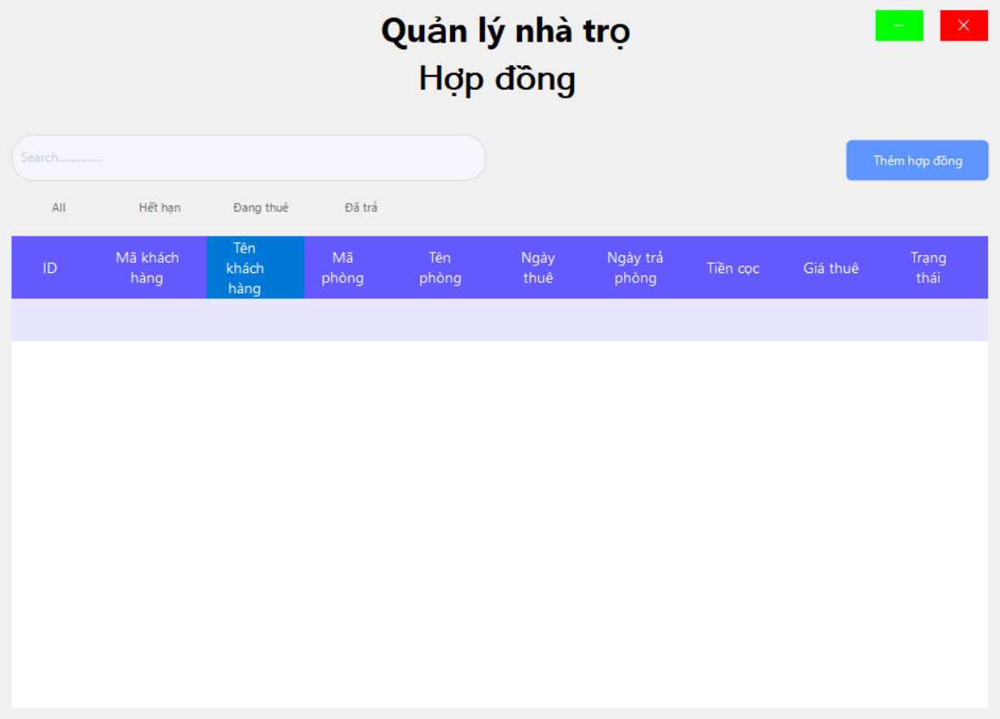 Quản lý nhà trọ
Hợp đồng
Search..............
Thêm hợp đồng
All
Hết hạn
Đang thuê
Đã trả
ID
Mã khách
hàng
Tên
khách
hàng
Mã
phòng
Tên
phòng
Ngày
thuê
Ngày trả
phòng
Tiền cọc
Giá thuê
Trạng
thái